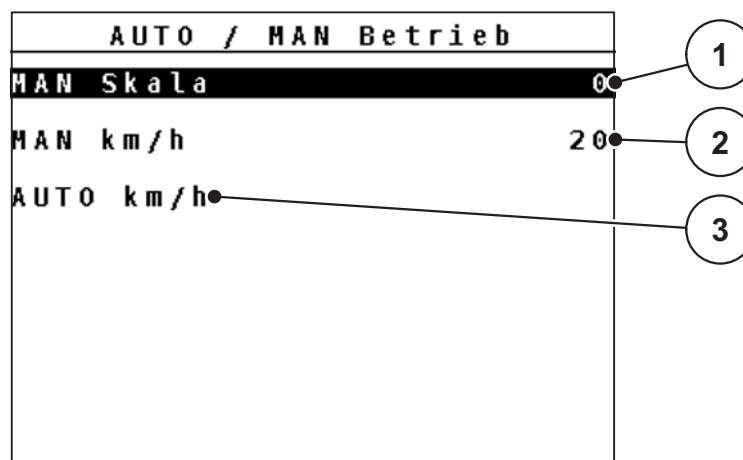 AUTO / MAN Betrieb
MAN Skala 0
1
MAN km/h 20
2
AUTO km/h
3